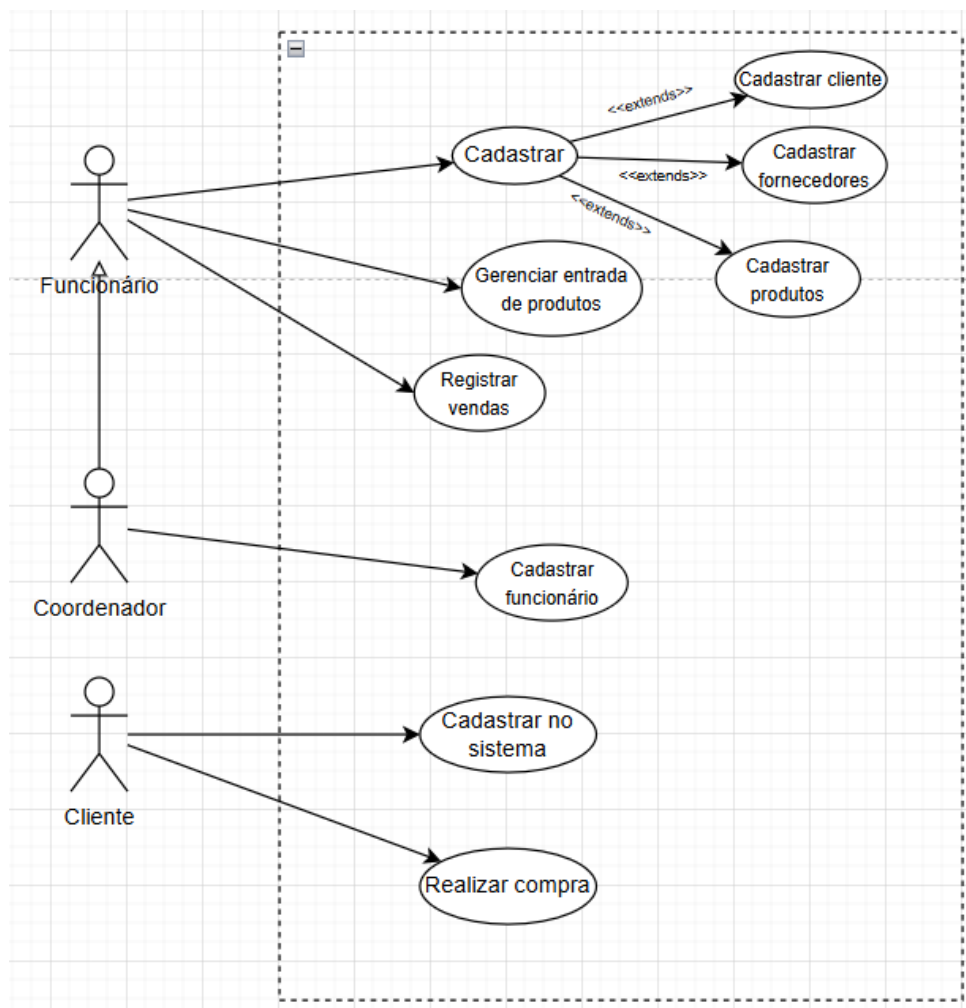 Cadastrar cliente
<<extends>>
Cadastrar
Cadastrar
fornecedores
<<extends>>
<<extends>>
Funcionário
Gerenciar entrada
de produtos
Cadastrar
produtos
Registrar
vendas
Coordenador
Cadastrar
funcionário
Cliente
Cadastrar no
sistema
Realizar compra